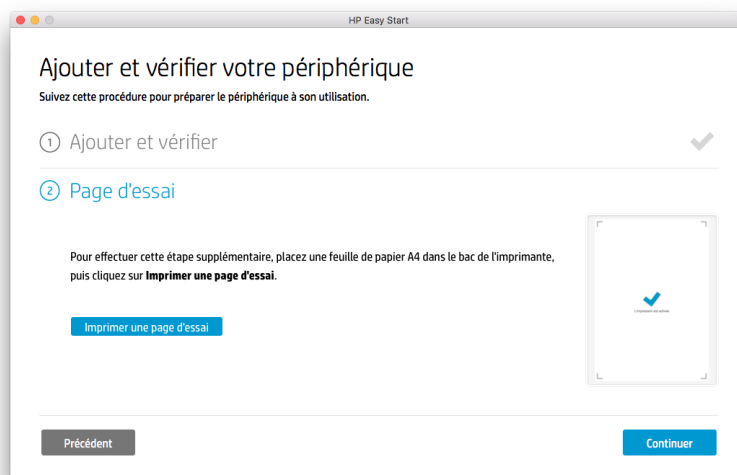 HP Easy Start
Ajouter et vérifier votre périphérique
Suivez cette procédure pour préparer le périphérique à son utilisation.
1 Ajouter et vérifier
2 Page d'essai
Pour effectuer cette étape supplémentaire, placez une feuille de papier A4 dans le bac de l'imprimante,
puis cliquez sur Imprimer une page d'essai.
Imprimer une page d'essai
Précédent
Continuer